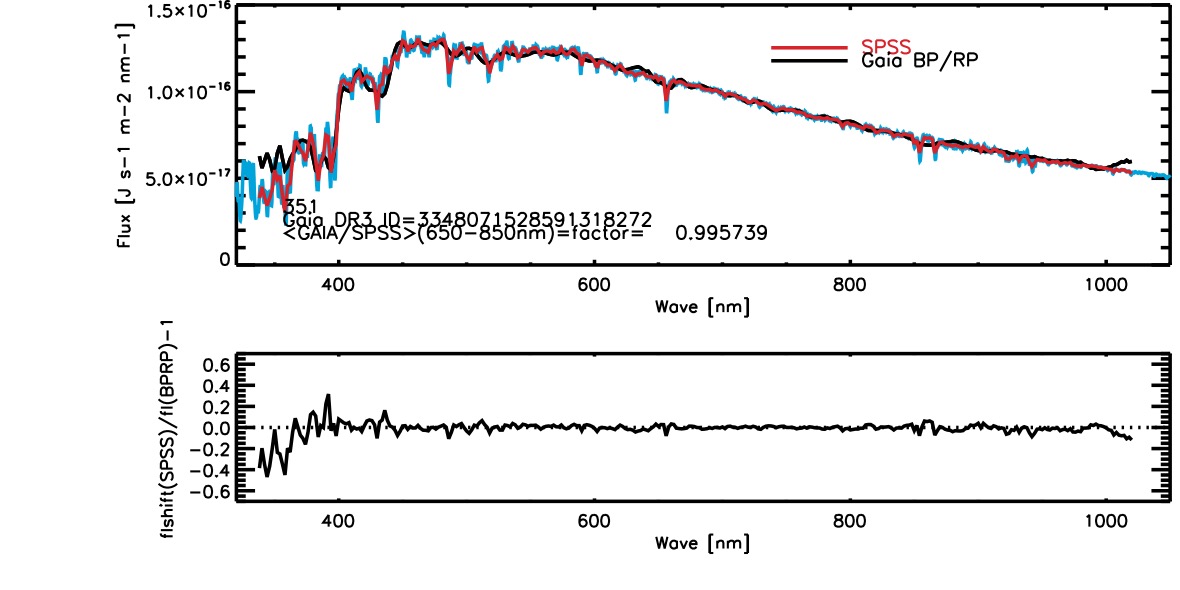 1.5×10−16
1.0×10−16
5.0×10−17
0
Flux [J s−1 m−2 nm−1]
SPSS
Gaia BP/RP
35.1
Gaia DR3 ID=3348071528591318272
<GAIA/SPSS>(650−850nm)=factor= 0.995739
400 600 800 1000
Wave [nm]
0.6
0.4
0.2
0.0
−0.2
−0.4
−0.6
flshift(SPSS)/fl(BPRP)−1
400 600 800 1000
Wave [nm]